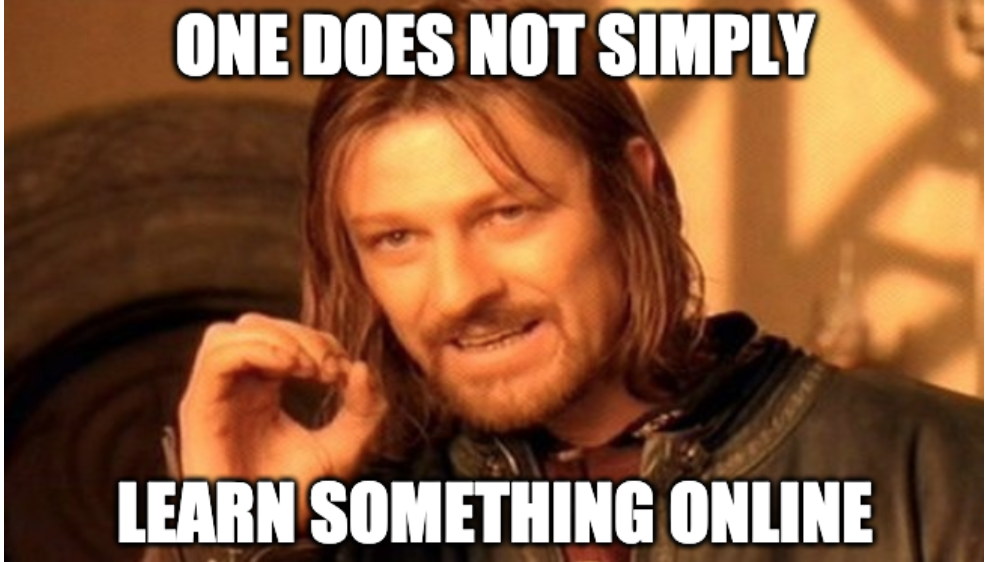 ONE DOES NOT SIMPLY
LEARN SOMETHING ONLINE